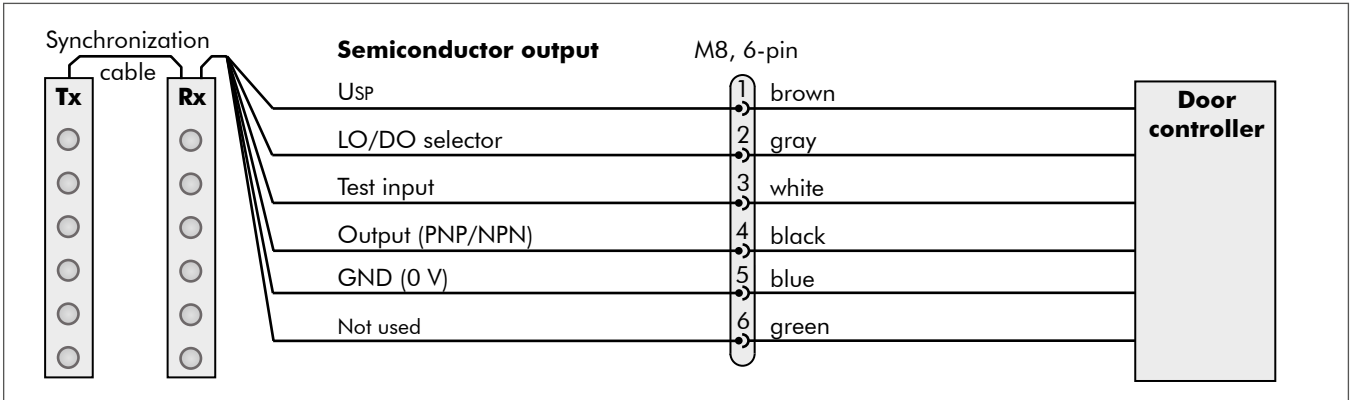 Synchronization
cable
Semiconductor output
M8, 6-pin
Tx
Rx
USP
1
brown
Door
controller
LO/DO selector
2
gray
Test input
3
white
Output (PNP/NPN)
4
black
GND (0 V)
5
blue
Not used
6
green